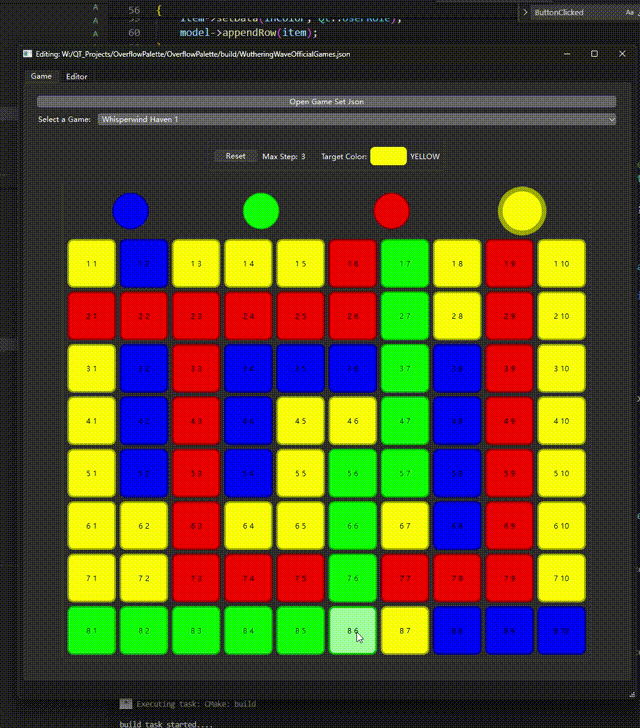 A 56 {
> ButtonClicked Aa
60 model->appendRow(item);
A
Editing: W:/QT_Projects/OverflowPalette/OverflowPalette/build/WutheringWaveOfficialGames.json
Game Editor
Open Game Set Json
Select a Game: Whisperwind Haven 1
Reset Max Step: 3 Target Color: YELLOW
1 1 1 2 1 3 1 4 1 5 1 6 1 7 1 8 1 9 1 10
2 1 2 2 2 3 2 4 2 5 2 6 2 7 2 8 2 9 2 10
3 1 3 2 3 3 3 4 3 5 3 6 3 7 3 8 3 9 3 10
4 1 4 2 4 3 4 4 4 5 4 6 4 7 4 8 4 9 4 10
5 1 5 2 5 3 5 4 5 5 5 6 5 7 5 8 5 9 5 10
6 1 6 2 6 3 6 4 6 5 6 6 6 7 6 8 6 9 6 10
7 1 7 2 7 3 7 4 7 5 7 6 7 7 7 8 7 9 7 10
8 1 8 2 8 3 8 4 8 5 8 6 8 7 8 8 8 9 8 10
Executing task: CMake: build
build task started....